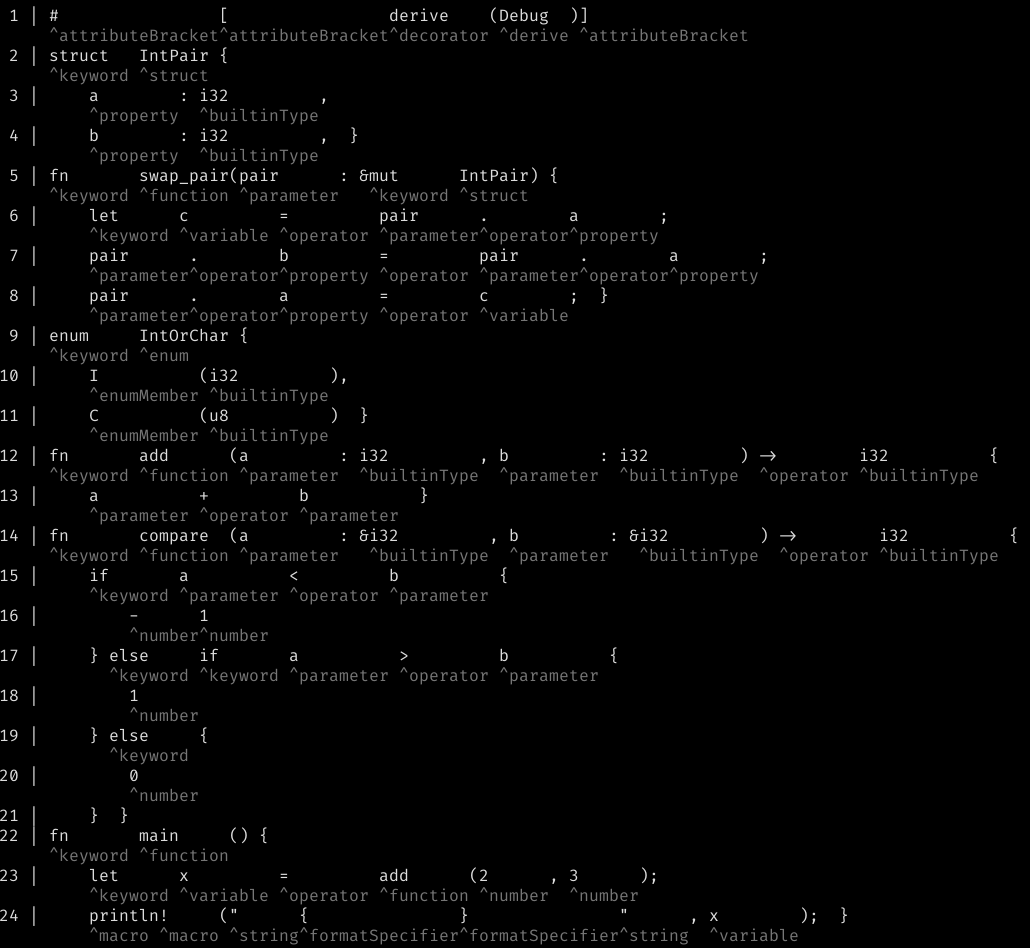 1 | #                [                derive    (Debug  )]
    ^attributeBracket^attributeBracket^decorator ^derive ^attributeBracket
2 | struct   IntPair {
    ^keyword ^struct
3 |     a        : i32         ,
        ^property  ^builtinType
4 |     b        : i32         ,  }
        ^property  ^builtinType
5 | fn       swap_pair(pair      : &mut      IntPair) {
    ^keyword ^function ^parameter   ^keyword ^struct
6 |     let      c         =         pair      .        a        ;
        ^keyword ^variable ^operator ^parameter^operator^property
7 |     pair      .        b         =         pair      .        a        ;
        ^parameter^operator^property ^operator ^parameter^operator^property
8 |     pair      .        a         =         c        ;  }
        ^parameter^operator^property ^operator ^variable
9 | enum     IntOrChar {
    ^keyword ^enum
10 |     I          (i32         ),
        ^enumMember ^builtinType
11 |     C          (u8          )  }
        ^enumMember ^builtinType
12 | fn       add      (a         : i32         , b         : i32         ) ->        i32          {
    ^keyword ^function ^parameter  ^builtinType  ^parameter  ^builtinType  ^operator ^builtinType
13 |     a          +         b           }
        ^parameter ^operator ^parameter
14 | fn       compare  (a         : &i32         , b         : &i32         ) ->        i32          {
    ^keyword ^function ^parameter   ^builtinType  ^parameter   ^builtinType  ^operator ^builtinType
15 |     if       a          <         b          {
        ^keyword ^parameter ^operator ^parameter
16 |         -      1
            ^number^number
17 |     } else     if       a          >         b          {
          ^keyword ^keyword ^parameter ^operator ^parameter
18 |         1
            ^number
19 |     } else     {
          ^keyword
20 |         0
            ^number
21 |     }  }
22 | fn       main     () {
    ^keyword ^function
23 |     let      x         =         add      (2      , 3      );
        ^keyword ^variable ^operator ^function ^number  ^number
24 |     println!     ("      {               }               "      , x        );  }
        ^macro ^macro ^string^formatSpecifier^formatSpecifier^string  ^variable